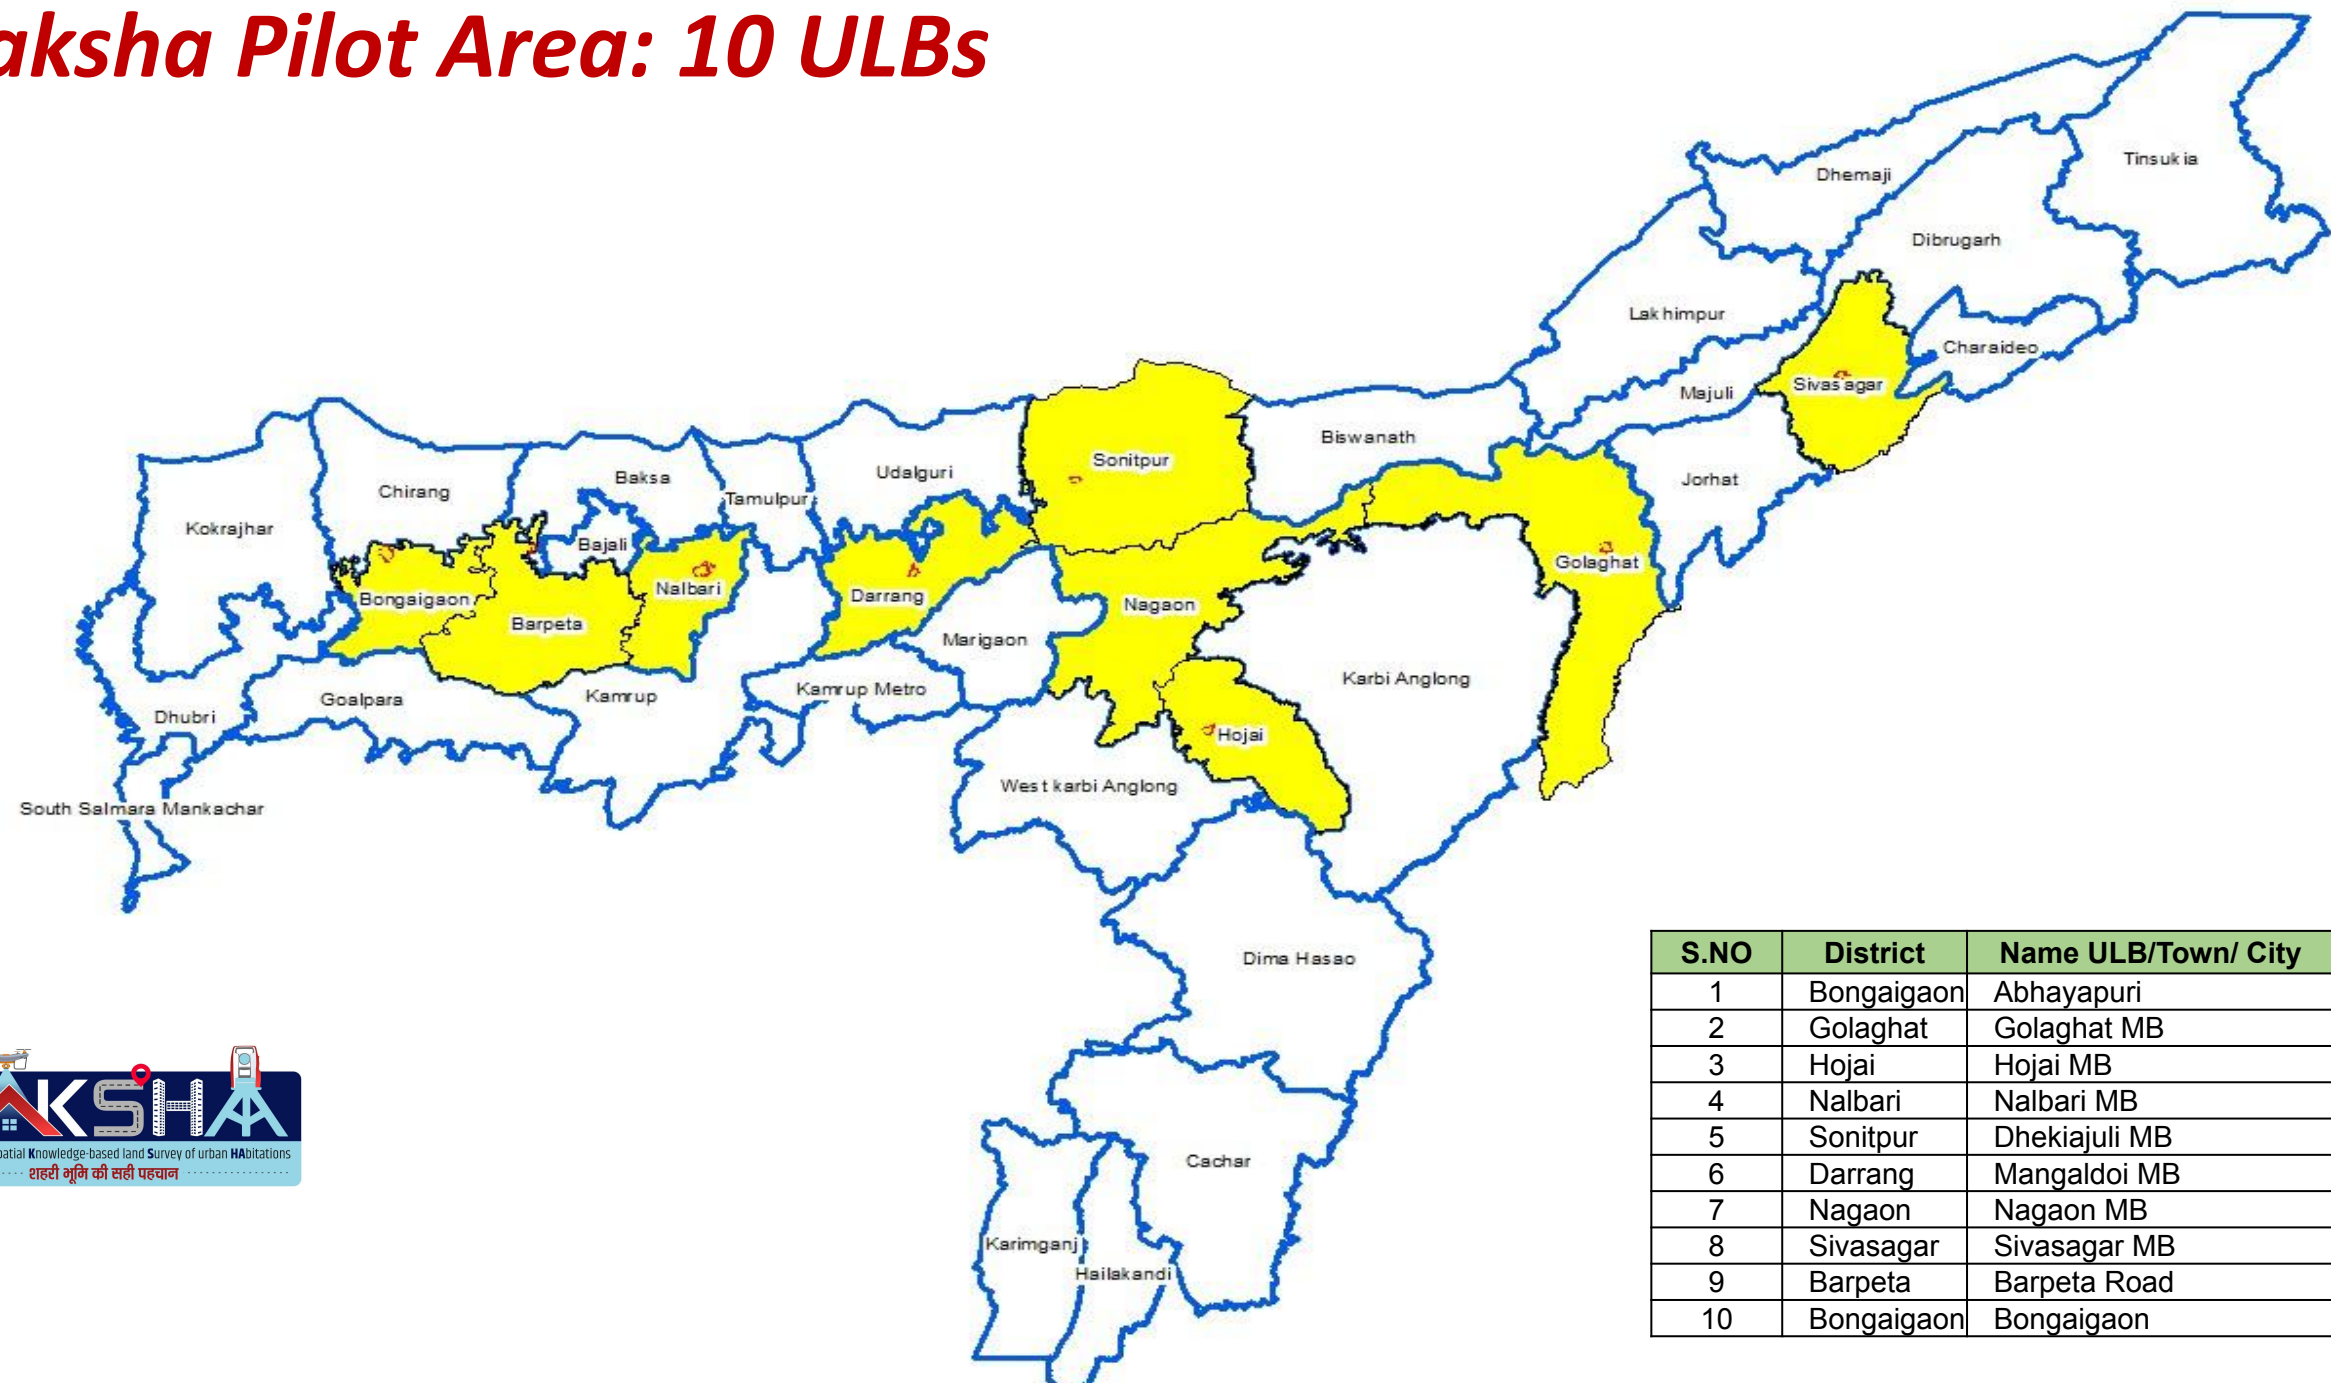 aksha Pilot Area: 10 ULBs
Tinsukia
Dhemaji
Dibrugarh
Lakhimpur
Charaideo
Majuli
Sivasagar
Biswanath
Sonitpur
Udalguri
Jorhat
Baksa
Chirang
Tamulpur
Kokrajhar
Bajali
Golaghat
Nalbari
Darrang
Bongaigaon
Nagaon
Barpeta
Marigaon
Karbi Anglong
Kamrup Metro
Kamrup
Goalpara
Dhubri
Hojai
West karbi Anglong
South Salmara Mankachar
Dima Hasao
Cachar
Karimganj
Hailakandi
S.NO District Name ULB/Town/ City
1 Bongaigaon Abhayapuri
2 Golaghat Golaghat MB
3 Hojai Hojai MB
4 Nalbari Nalbari MB
5 Sonitpur Dhekiajuli MB
6 Darrang Mangaldoi MB
7 Nagaon Nagaon MB
8 Sivasagar Sivasagar MB
9 Barpeta Barpeta Road
10 Bongaigaon Bongaigaon
AKSHA
patial Knowledge-based land Survey of urban HAbitations
शहरी भूमि की सही पहचान